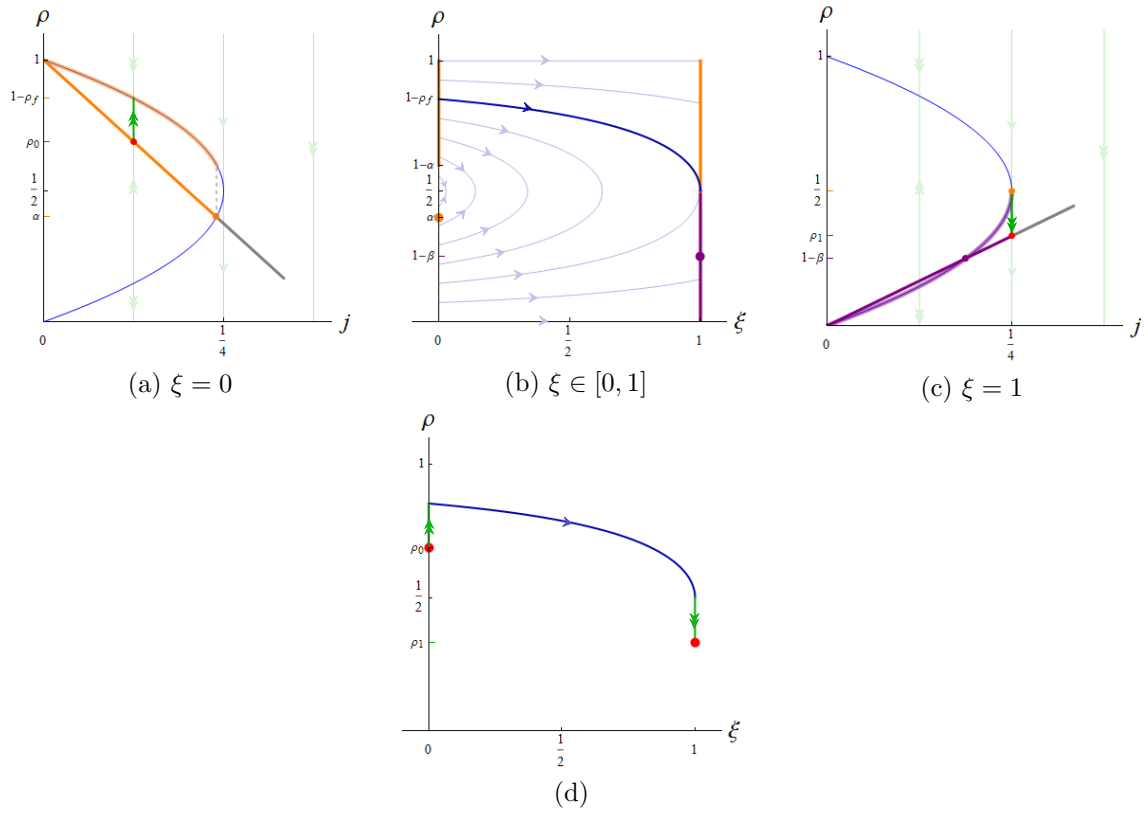 ρ
1
1−ρ_f
ρ_0
1/2
α
0
1/4
j
(a) ξ = 0
ρ
1
1−ρ_f
1−α
1/2
α
1−β
0
1/2
1
ξ
(b) ξ ∈ [0, 1]
ρ
1
1/2
ρ_1
1−β
0
1/4
j
(c) ξ = 1
ρ
1
ρ_0
1/2
ρ_1
0
1/2
1
ξ
(d)